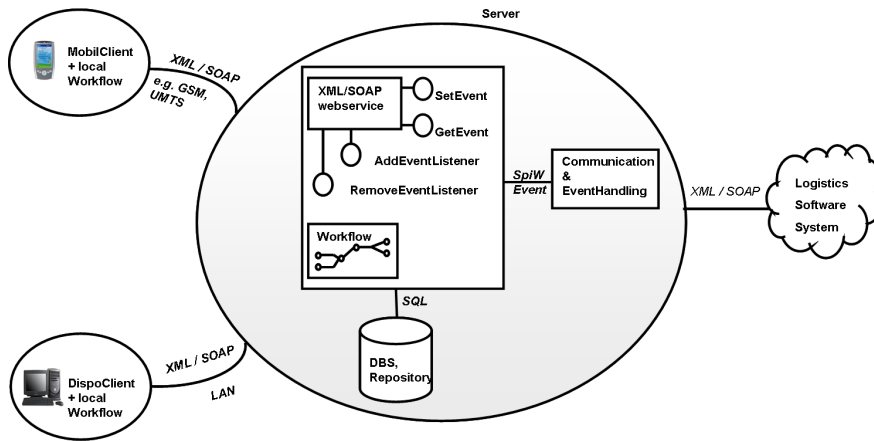 Server
MobilClient
+ local
Workflow
XML / SOAP
e.g. GSM,
UMTS
XML/SOAP
webservice
SetEvent
GetEvent
AddEventListener
RemoveEventListener
SpiW
Event
Communication
&
EventHandling
XML / SOAP
Logistics
Software
System
Workflow
SQL
DBS,
Repository
XML / SOAP
LAN
DispoClient
+ local
Workflow